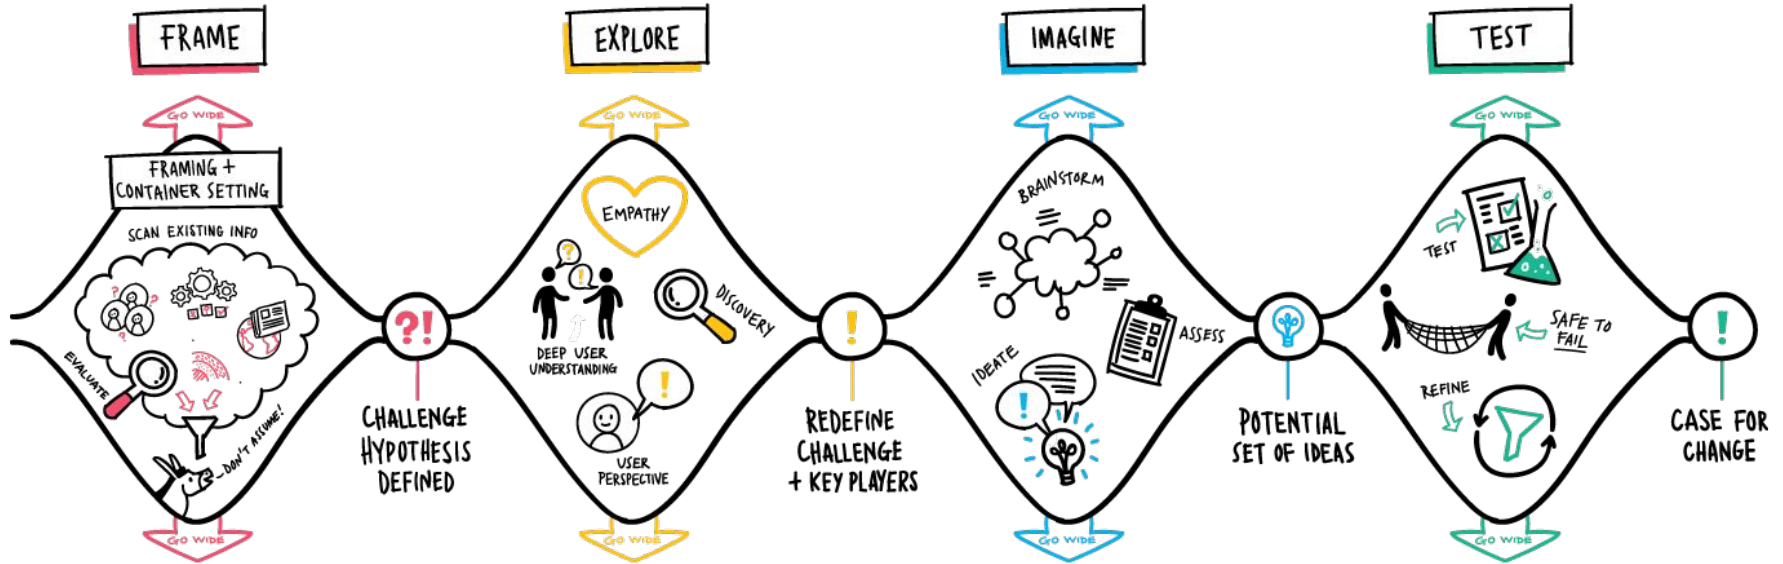 FRAME
EXPLORE
IMAGINE
TEST
GO WIDE
GO WIDE
GO WIDE
GO WIDE
FRAMING +
CONTAINER SETTING
SCAN EXISTING INFO
? ? ?
EVALUATE
DON'T ASSUME!
?!
CHALLENGE
HYPOTHESIS
DEFINED
EMPATHY
?
!
DEEP USER
UNDERSTANDING
DISCOVERY
!
USER
PERSPECTIVE
!
REDEFINE
CHALLENGE
+ KEY PLAYERS
BRAINSTORM
ASSESS
IDEATE
!
POTENTIAL
SET OF IDEAS
TEST
SAFE TO
FAIL
REFINE
!
CASE FOR
CHANGE
GO WIDE
GO WIDE
GO WIDE
GO WIDE